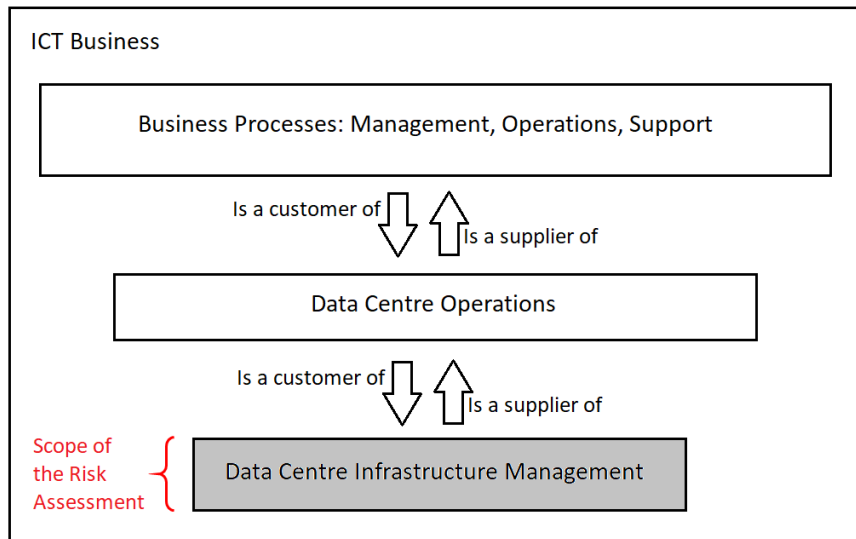 ICT Business
Business Processes: Management, Operations, Support
Is a customer of
Is a supplier of
Data Centre Operations
Is a customer of
Is a supplier of
Scope of
the Risk
Assessment
Data Centre Infrastructure Management